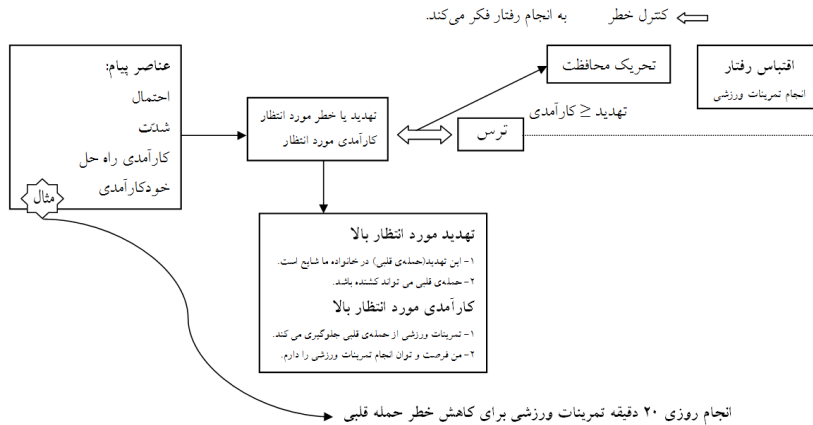 کنترل خطر به انجام رفتار فکر می‌کند.
عناصر پیام:
احتمال
شدّت
کارآمدی راه حل
خودکارآمدی
مثال
تهدید یا خطر مورد انتظار
کارآمدی مورد انتظار
تحریک محافظت
اقتباس رفتار
انجام تمرینات ورزشی
تهدید ≤ کارآمدی
ترس
تهدید مورد انتظار بالا
۱- این تهدید(حمله‌ی قلبی) در خانواده ما شایع است.
۲- حمله‌ی قلبی می تواند کشنده باشد.
کارآمدی مورد انتظار بالا
۱- تمرینات ورزشی از حمله‌ی قلبی جلوگیری می کند.
۲- من فرصت و توان انجام تمرینات ورزشی را دارم.
انجام روزی ۲۰ دقیقه تمرینات ورزشی برای کاهش خطر حمله قلبی